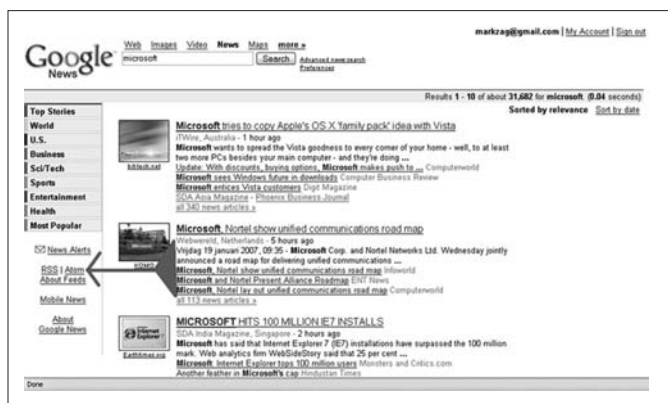 markzag@gmail.com | My Account | Sign out
Google
News
Web Images Video News Maps more »
microsoft
Search
Advanced news search
Preferences
Results 1 - 10 of about 31,682 for microsoft. (0.04 seconds)
Sorted by relevance Sort by date
Top Stories
World
U.S.
Business
Sci/Tech
Sports
Entertainment
Health
Most Popular
News Alerts
RSS | Atom
About Feeds
Mobile News
About
Google News
Microsoft tries to copy Apple's OS X 'family pack' idea with Vista
iTWire, Australia - 1 hour ago
Microsoft wants to spread the Vista goodness to every corner of your home - well, to at least
two more PCs besides your main computer - and they're doing ...
Update: With discounts, buying options, Microsoft makes push to ... Computerworld
Microsoft sees Windows future in downloads Computer Business Review
Microsoft entices Vista customers Digit Magazine
SDA Asia Magazine - Phoenix Business Journal
all 340 news articles »
Microsoft, Nortel show unified communications road map
Webwereld, Netherlands - 5 hours ago
Vrijdag 19 januari 2007, 09:35 - Microsoft Corp. and Nortel Networks Ltd. Wednesday jointly
announced a road map for delivering unified communications ...
Microsoft, Nortel show unified communications road map Infoworld
Microsoft and Nortel Present Alliance Roadmap ENT News
Microsoft, Nortel lay out unified communications road map Computerworld
all 113 news articles »
MICROSOFT HITS 100 MILLION IE7 INSTALLS
SDA India Magazine, Singapore - 2 hours ago
Microsoft has said that Internet Explorer 7 (IE7) installations have surpassed the 100 million
mark. Web analytics firm WebSideStory said that 25 per cent ...
Microsoft: Internet Explorer tops 100 million users Monsters and Critics.com
Another feather in Microsoft's cap Hindustan Times
Internet
Explorer
Earthtimes.org
Done